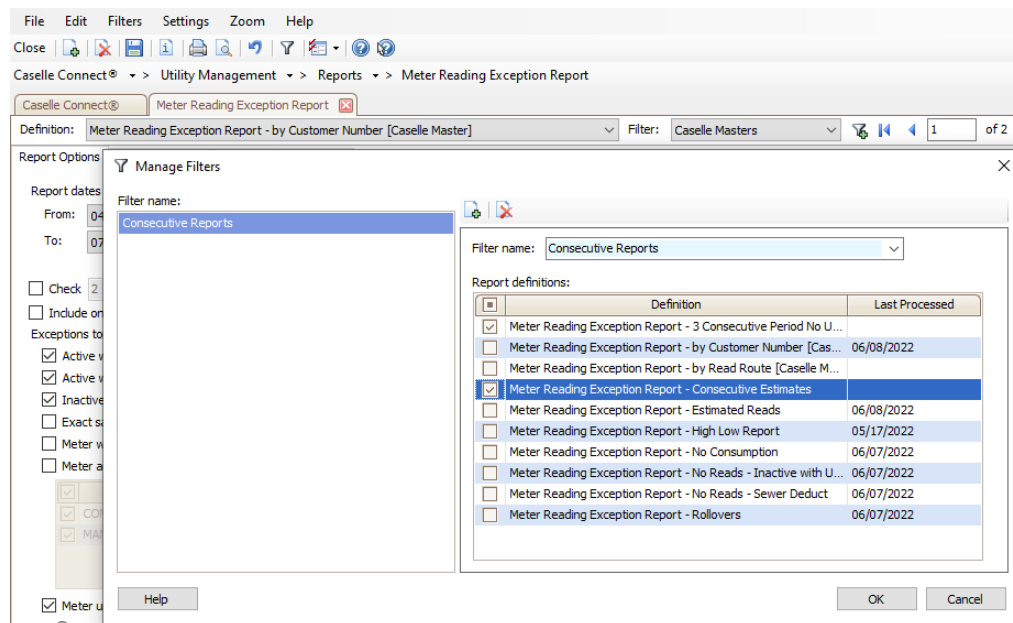 File Edit Filters Settings Zoom Help
Close
Caselle Connect® > Utility Management > Reports > Meter Reading Exception Report
Caselle Connect® Meter Reading Exception Report
Definition: Meter Reading Exception Report - by Customer Number [Caselle Master] Filter: Caselle Masters 1 of 2
Report Options
Manage Filters
Report dates
From: 04
To: 07
Check 2
Include on
Exceptions to
Active w
Active w
Inactive
Exact sa
Meter w
Meter a
CON
MAN
Meter u
Filter name:
Consecutive Reports
Filter name: Consecutive Reports
Report definitions:
Definition Last Processed
Meter Reading Exception Report - 3 Consecutive Period No U...
Meter Reading Exception Report - by Customer Number [Cas... 06/08/2022
Meter Reading Exception Report - by Read Route [Caselle M...
Meter Reading Exception Report - Consecutive Estimates
Meter Reading Exception Report - Estimated Reads 06/08/2022
Meter Reading Exception Report - High Low Report 05/17/2022
Meter Reading Exception Report - No Consumption 06/07/2022
Meter Reading Exception Report - No Reads - Inactive with U... 06/07/2022
Meter Reading Exception Report - No Reads - Sewer Deduct 06/07/2022
Meter Reading Exception Report - Rollovers 06/07/2022
Help OK Cancel